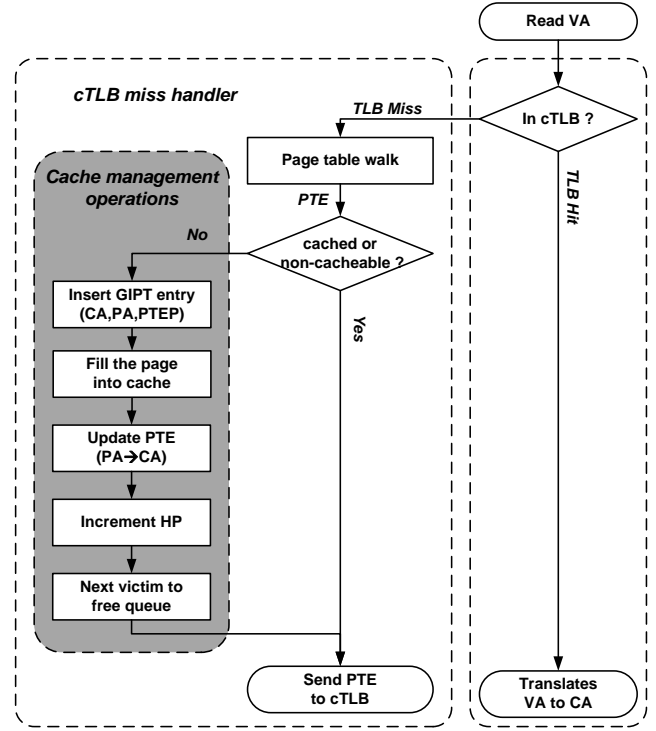 Read VA
cTLB miss handler
TLB Miss
In cTLB ?
Page table walk
TLB Hit
Cache management
operations
PTE
No
cached or
non-cacheable ?
Yes
Insert GIPT entry
(CA,PA,PTEP)
Fill the page
into cache
Update PTE
(PA→CA)
Increment HP
Next victim to
free queue
Send PTE
to cTLB
Translates
VA to CA